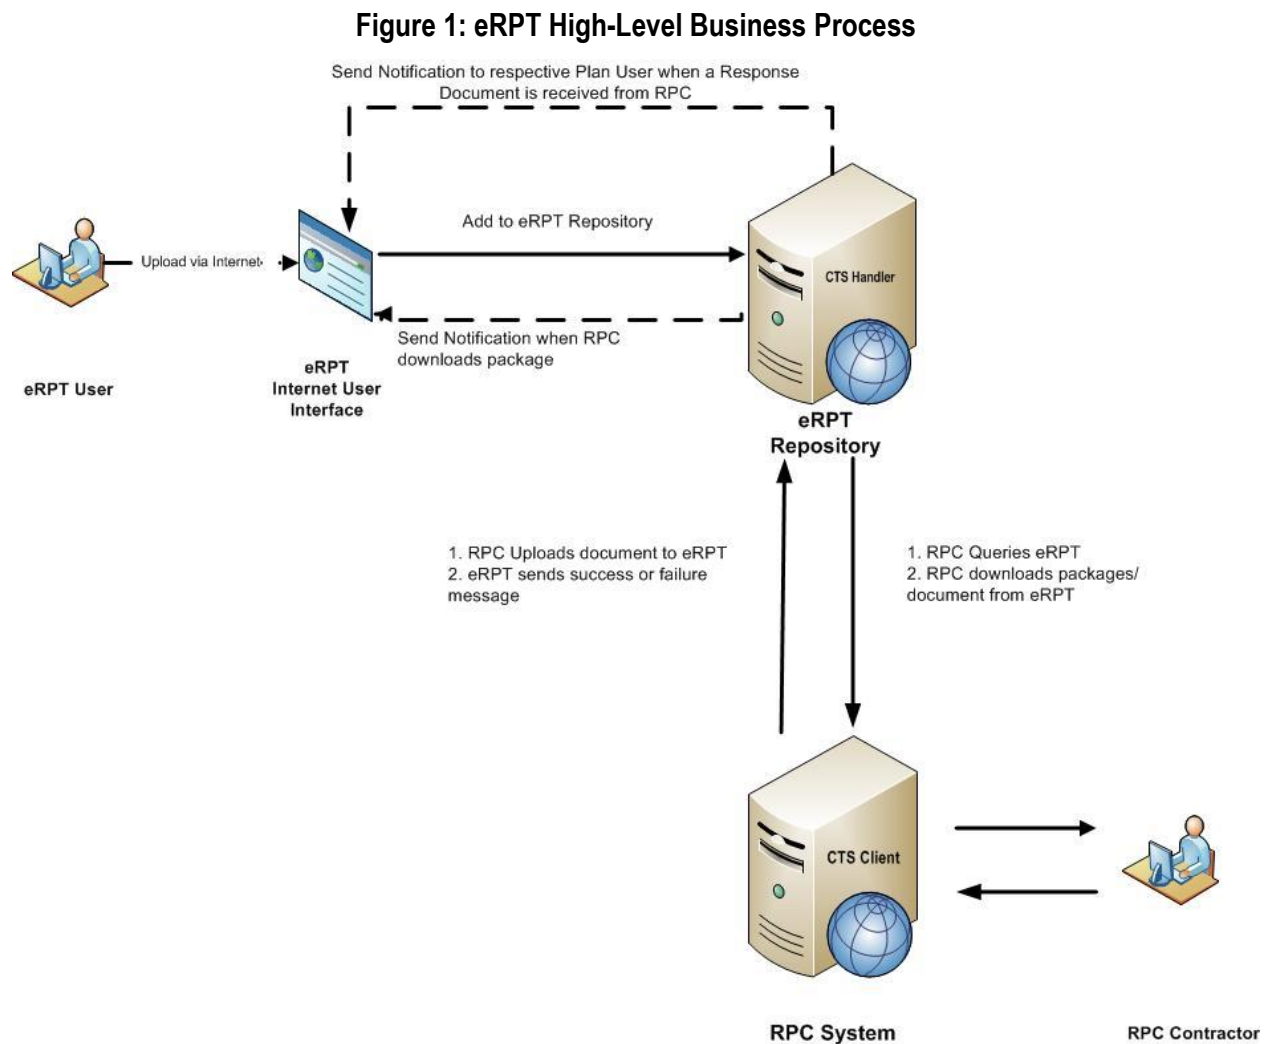 Figure 1: eRPT High-Level Business Process
Send Notification to respective Plan User when a Response
Document is received from RPC
Add to eRPT Repository
Upload via Internet
CTS Handler
Send Notification when RPC
downloads package
eRPT User
eRPT
Internet User
Interface
eRPT
Repository
1. RPC Uploads document to eRPT
2. eRPT sends success or failure
message
1. RPC Queries eRPT
2. RPC downloads packages/
document from eRPT
CTS Client
RPC System
RPC Contractor